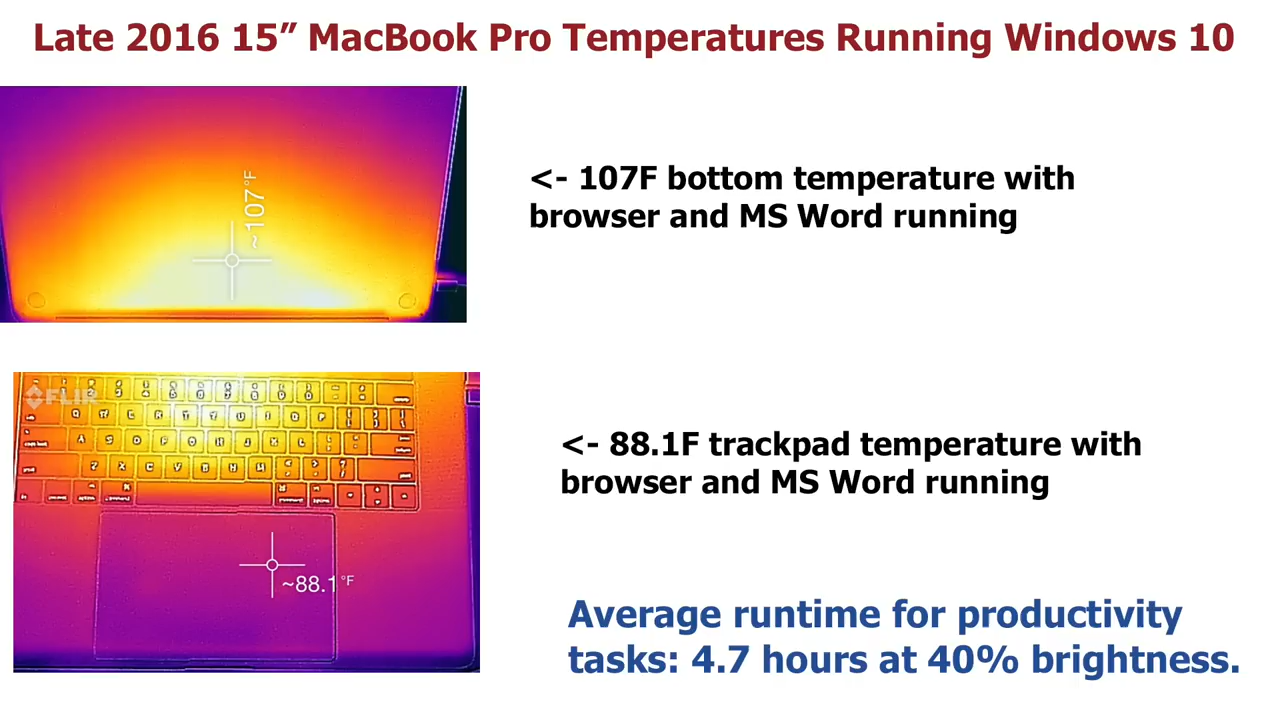 Late 2016 15” MacBook Pro Temperatures Running Windows 10
~107°F
<- 107F bottom temperature with
browser and MS Word running
FLIR
<- 88.1F trackpad temperature with
browser and MS Word running
~88.1°F
Average runtime for productivity
tasks: 4.7 hours at 40% brightness.